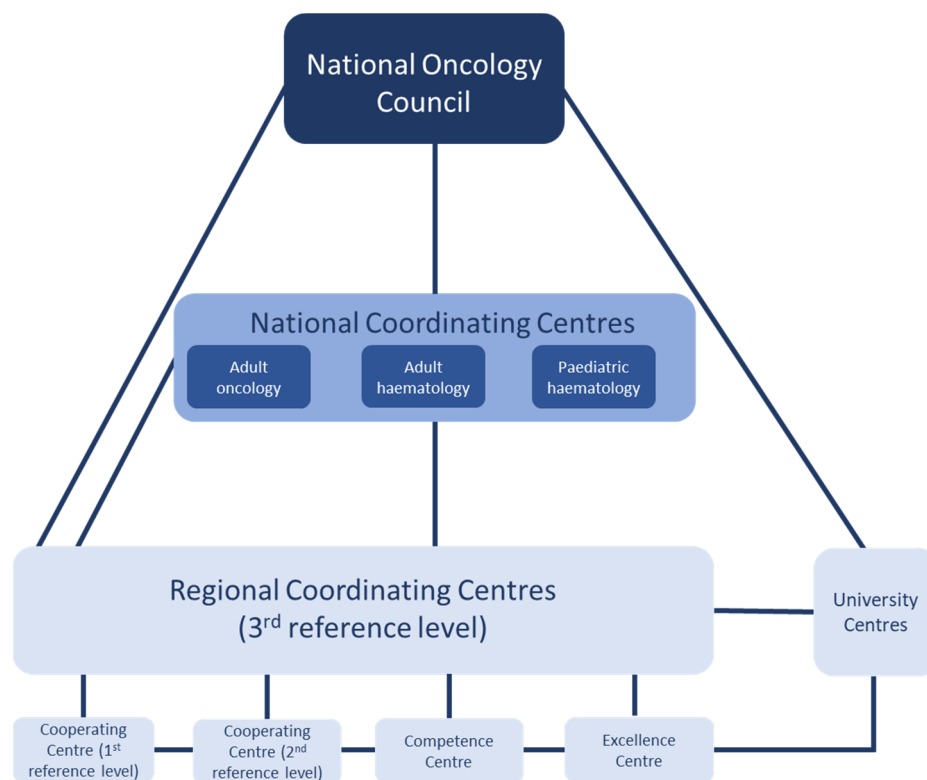 National Oncology
Council
National Coordinating Centres
Adult
oncology
Adult
haematology
Paediatric
haematology
Regional Coordinating Centres
(3rd reference level)
University
Centres
Cooperating
Centre (1st
reference level)
Cooperating
Centre (2nd
reference level)
Competence
Centre
Excellence
Centre